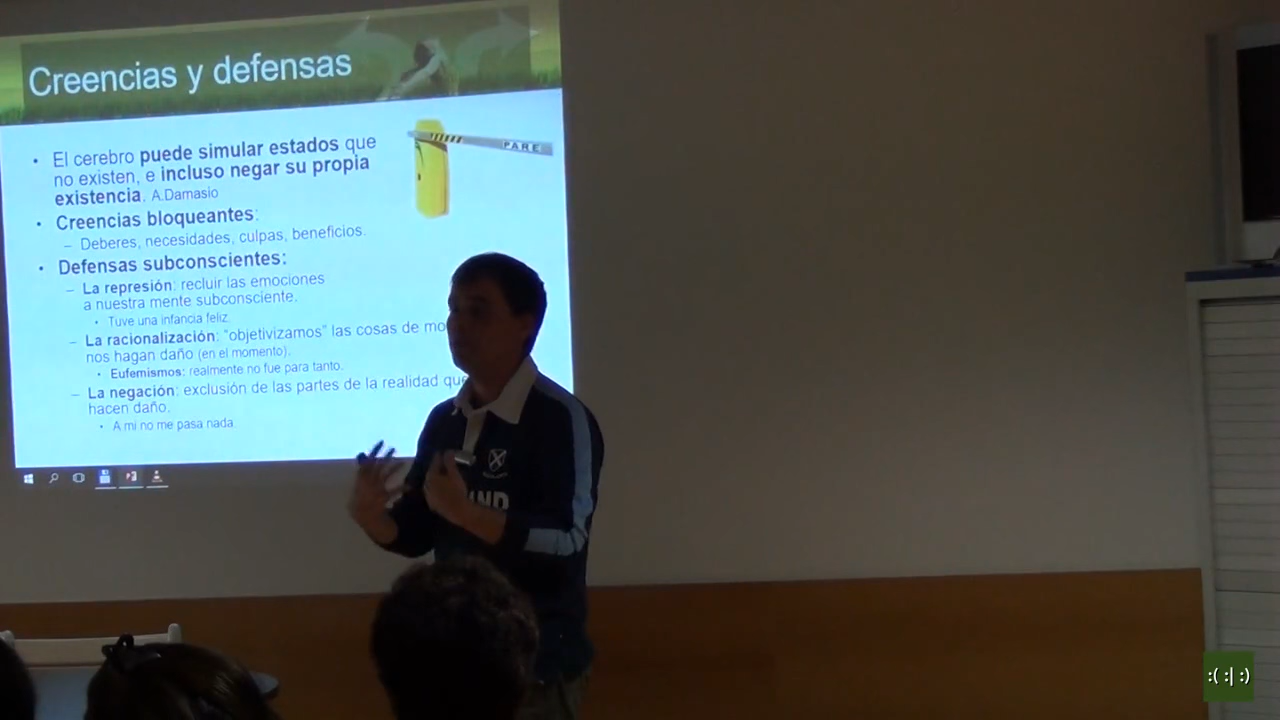 Creencias y defensas
• El cerebro puede simular estados que
no existen, e incluso negar su propia
existencia. A.Damasio
PARE
• Creencias bloqueantes:
– Deberes, necesidades, culpas, beneficios.
• Defensas subconscientes:
– La represión: recluir las emociones
a nuestra mente subconsciente.
• Tuve una infancia feliz.
– La racionalización: "objetivizamos" las cosas de
nos hagan daño (en el momento).
• Eufemismos: realmente no fue para tanto.
– La negación: exclusión de las partes de la realidad
hacen daño.
• A mi no me pasa nada.
:( :| :)